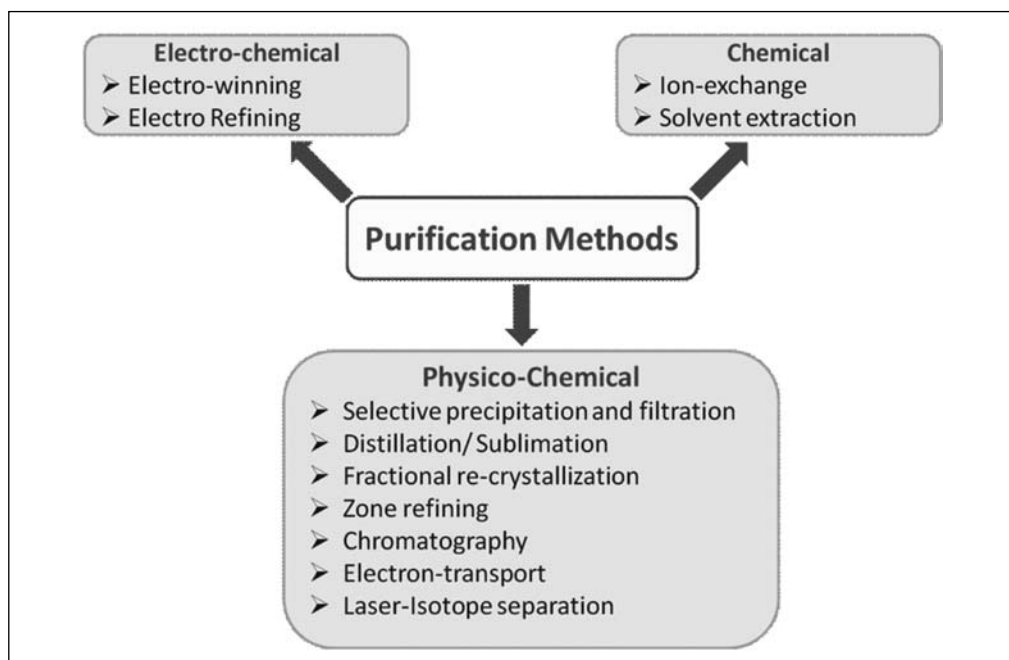 Electro-chemical
➢ Electro-winning
➢ Electro Refining
Chemical
➢ Ion-exchange
➢ Solvent extraction
Purification Methods
Physico-Chemical
➢ Selective precipitation and filtration
➢ Distillation/ Sublimation
➢ Fractional re-crystallization
➢ Zone refining
➢ Chromatography
➢ Electron-transport
➢ Laser-Isotope separation